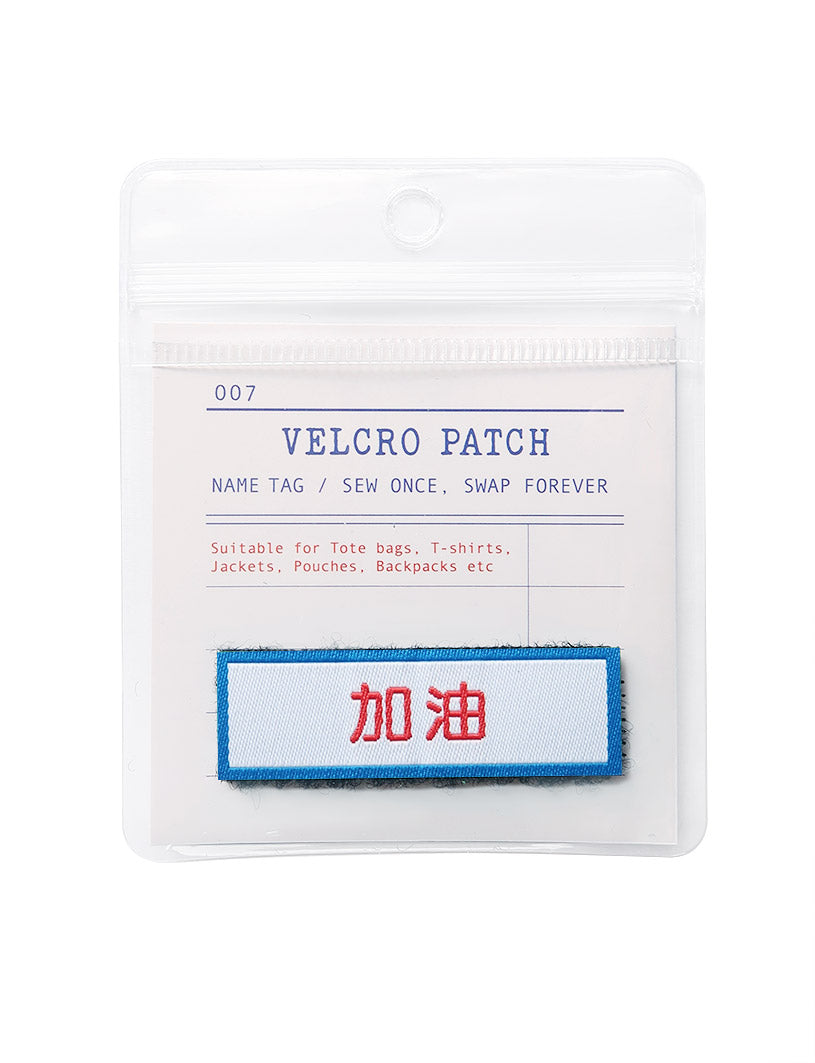 007
VELCRO PATCH
NAME TAG / SEW ONCE, SWAP FOREVER
Suitable for Tote bags, T-shirts,
Jackets, Pouches, Backpacks etc
加油